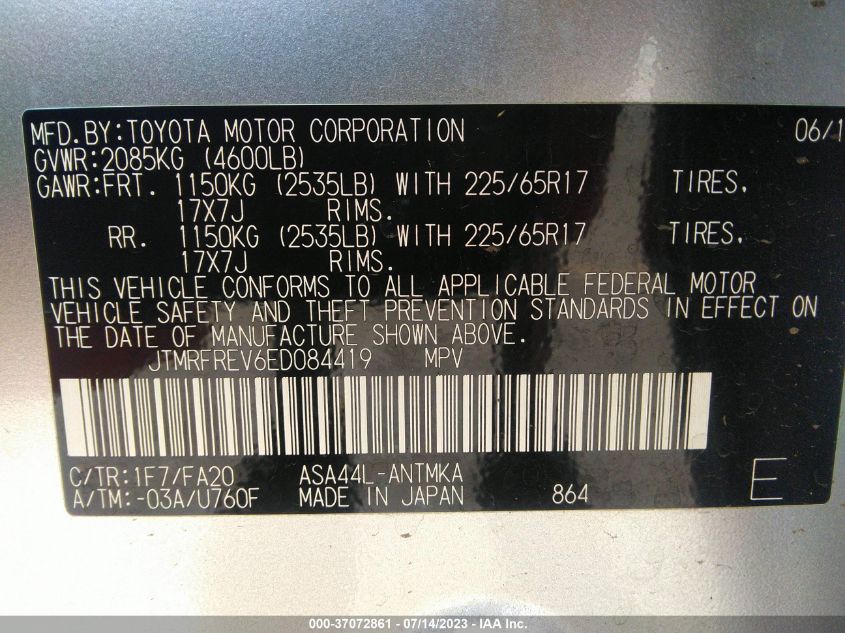 MFD.BY:TOYOTA MOTOR CORPORATION 06/1
GVWR:2085KG (4600LB)
GAWR:FRT. 1150KG (2535LB) WITH 225/65R17 TIRES,
17X7J RIMS.
RR. 1150KG (2535LB) WITH 225/65R17 TIRES,
17X7J RIMS.
THIS VEHICLE CONFORMS TO ALL APPLICABLE FEDERAL MOTOR
VEHICLE SAFETY AND THEFT PREVENTION STANDARDS IN EFFECT ON
THE DATE OF MANUFACTURE SHOWN ABOVE.
JTMRFREV6ED084419 MPV
C/TR:1F7/FA20 ASA44L-ANTMKA
A/TM:-03A/U760F MADE IN JAPAN 864 E
000-37072861 - 07/14/2023 - IAA Inc.